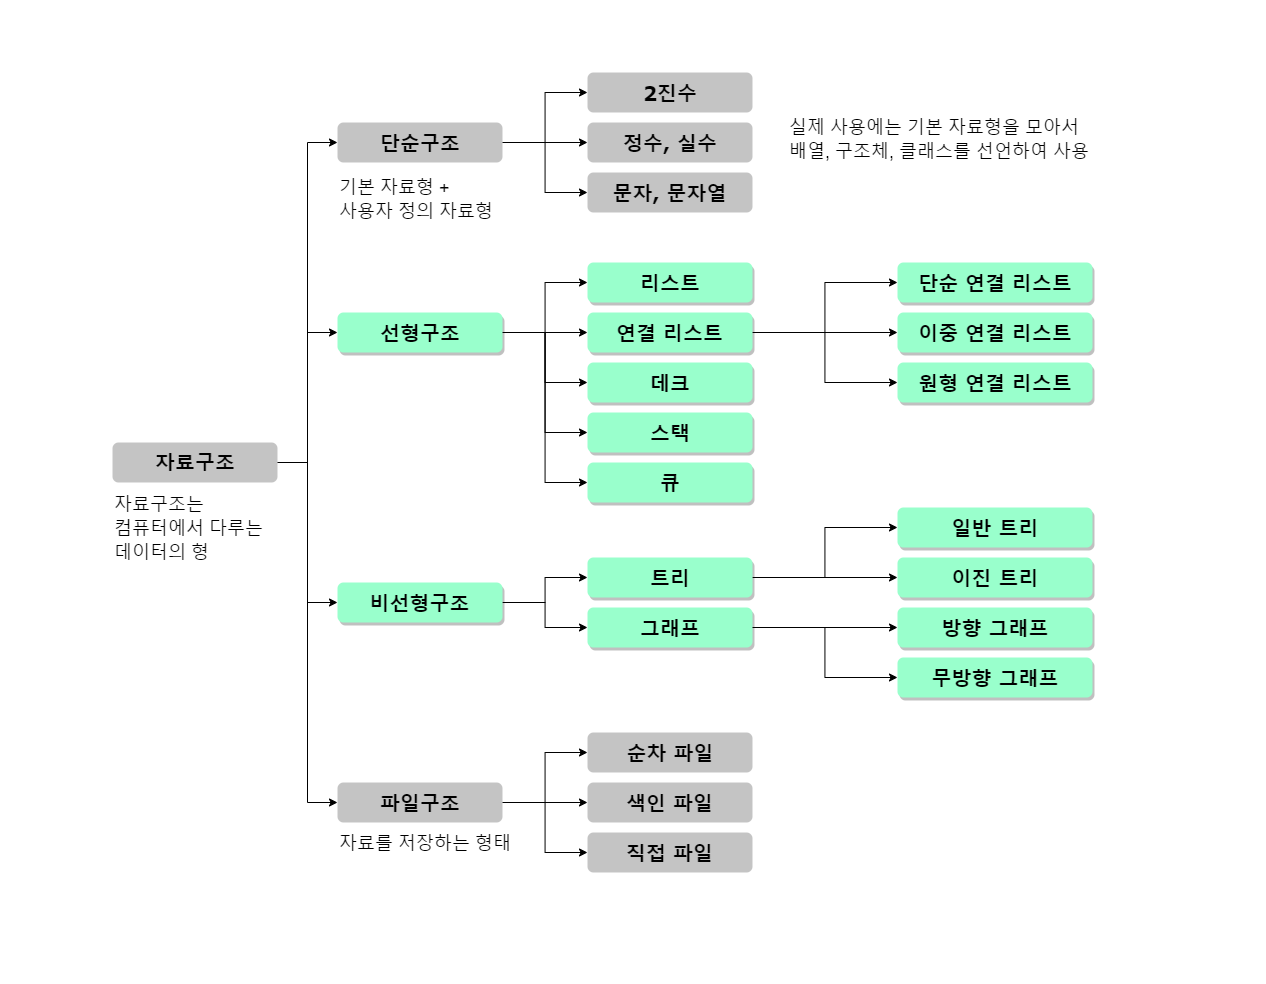 2진수
단순구조
정수, 실수
문자, 문자열
실제 사용에는 기본 자료형을 모아서
배열, 구조체, 클래스를 선언하여 사용
기본 자료형 +
사용자 정의 자료형
선형구조
리스트
연결 리스트
데크
스택
큐
단순 연결 리스트
이중 연결 리스트
원형 연결 리스트
자료구조
자료구조는
컴퓨터에서 다루는
데이터의 형
비선형구조
트리
그래프
일반 트리
이진 트리
방향 그래프
무방향 그래프
파일구조
자료를 저장하는 형태
순차 파일
색인 파일
직접 파일